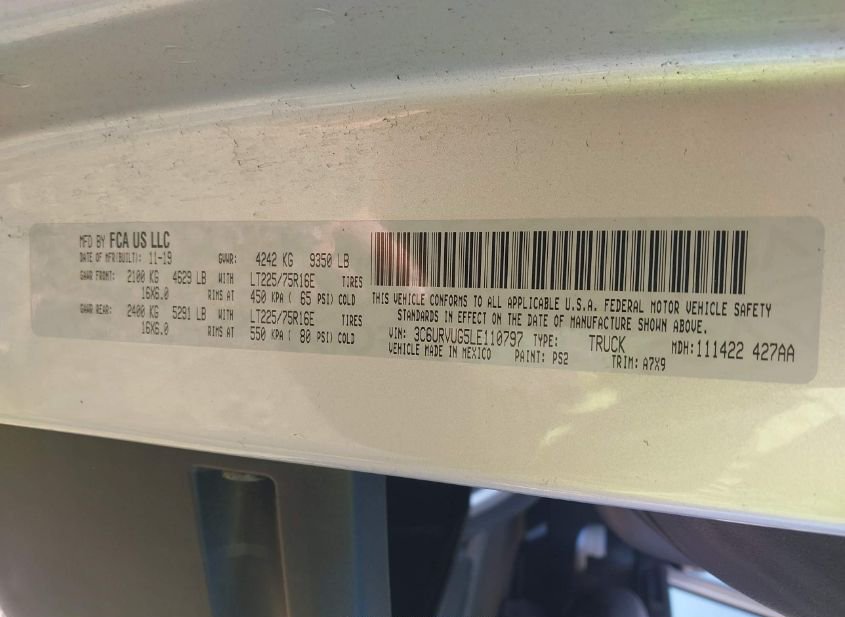 MFD BY FCA US LLC
DATE OF MFR(BUILT): 11-19 GVWR: 4242 KG 9350 LB
GAWR FRONT: 2100 KG 4629 LB WITH LT225/75R16E TIRES
16X6.0 RIMS AT 450 KPA ( 65 PSI) COLD
GAWR REAR: 2400 KG 5291 LB WITH LT225/75R16E TIRES
16X6.0 RIMS AT 550 KPA ( 80 PSI) COLD
THIS VEHICLE CONFORMS TO ALL APPLICABLE U.S.A. FEDERAL MOTOR VEHICLE SAFETY
STANDARDS IN EFFECT ON THE DATE OF MANUFACTURE SHOWN ABOVE.
VIN: 3C6URVUG5LE110797 TYPE: TRUCK MDH: 111422 427AA
VEHICLE MADE IN MEXICO PAINT: PS2 TRIM: A7X9